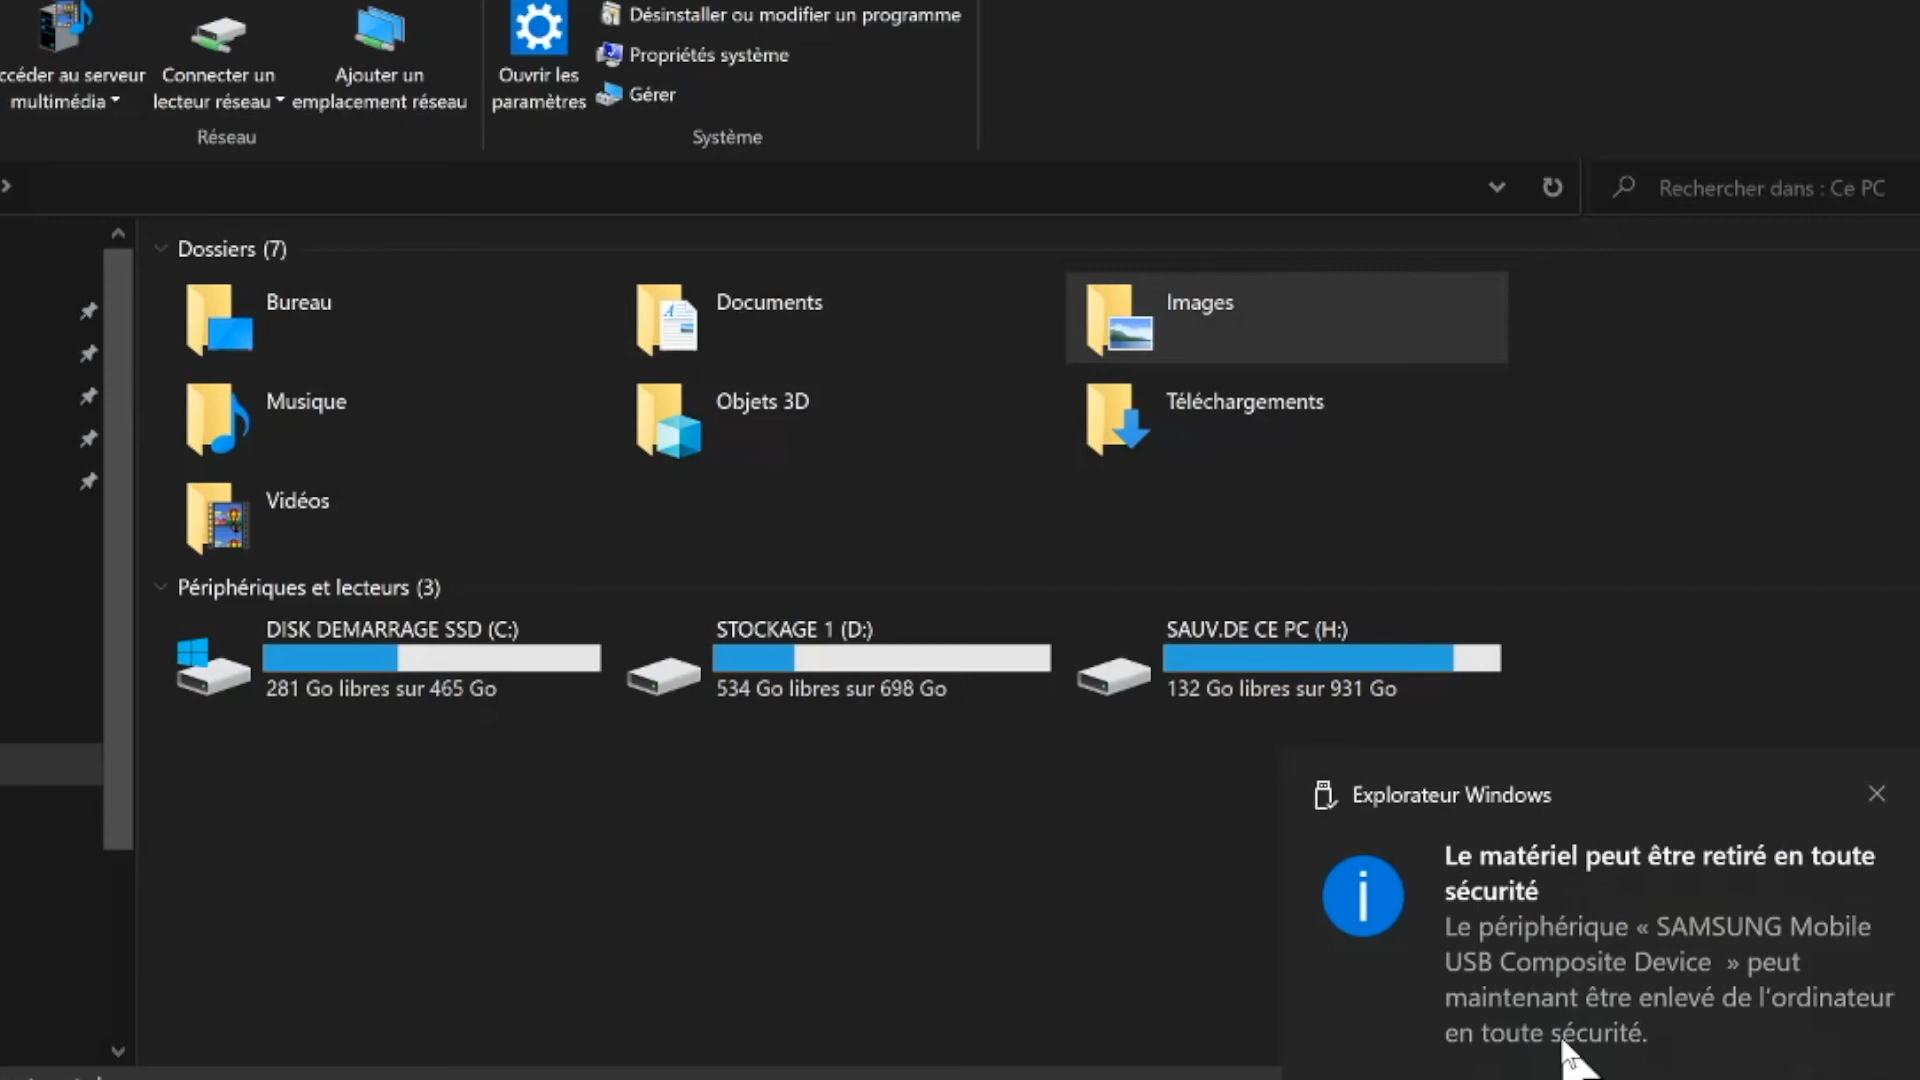 Désinstaller ou modifier un programme
Propriétés système
Gérer
ccéder au serveur
multimédia
Connecter un
lecteur réseau
Ajouter un
emplacement réseau
Ouvrir les
paramètres
Réseau
Système
Rechercher dans : Ce PC
Dossiers (7)
Bureau
Documents
Images
Musique
Objets 3D
Téléchargements
Vidéos
Périphériques et lecteurs (3)
DISK DEMARRAGE SSD (C:)
281 Go libres sur 465 Go
STOCKAGE 1 (D:)
534 Go libres sur 698 Go
SAUV.DE CE PC (H:)
132 Go libres sur 931 Go
Explorateur Windows
Le matériel peut être retiré en toute
sécurité
Le périphérique « SAMSUNG Mobile
USB Composite Device  » peut
maintenant être enlevé de l'ordinateur
en toute sécurité.